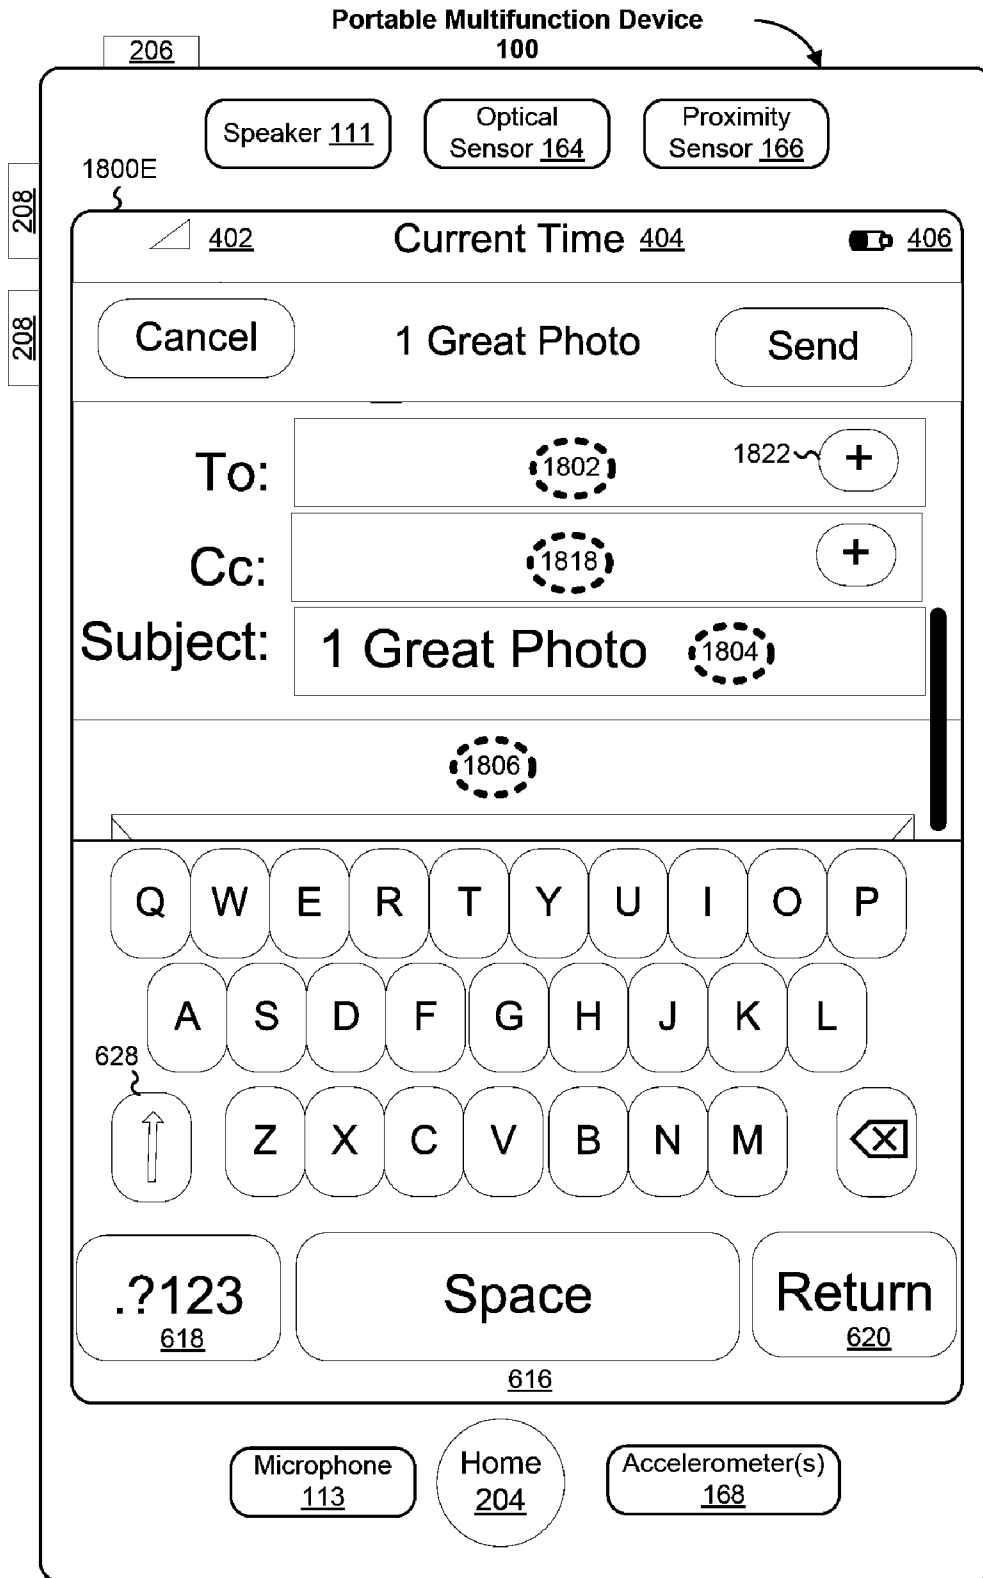 Portable Multifunction Device
100
206
Speaker 111
Optical
Sensor 164
Proximity
Sensor 166
1800E
208
208
402
Current Time 404
406
Cancel
1 Great Photo
Send
To:
1802
1822
+
Cc:
1818
+
Subject:
1 Great Photo
1804
1806
Q W E R T Y U I O P
A S D F G H J K L
628
Z X C V B N M
.?123
618
Space
Return
620
616
Microphone
113
Home
204
Accelerometer(s)
168